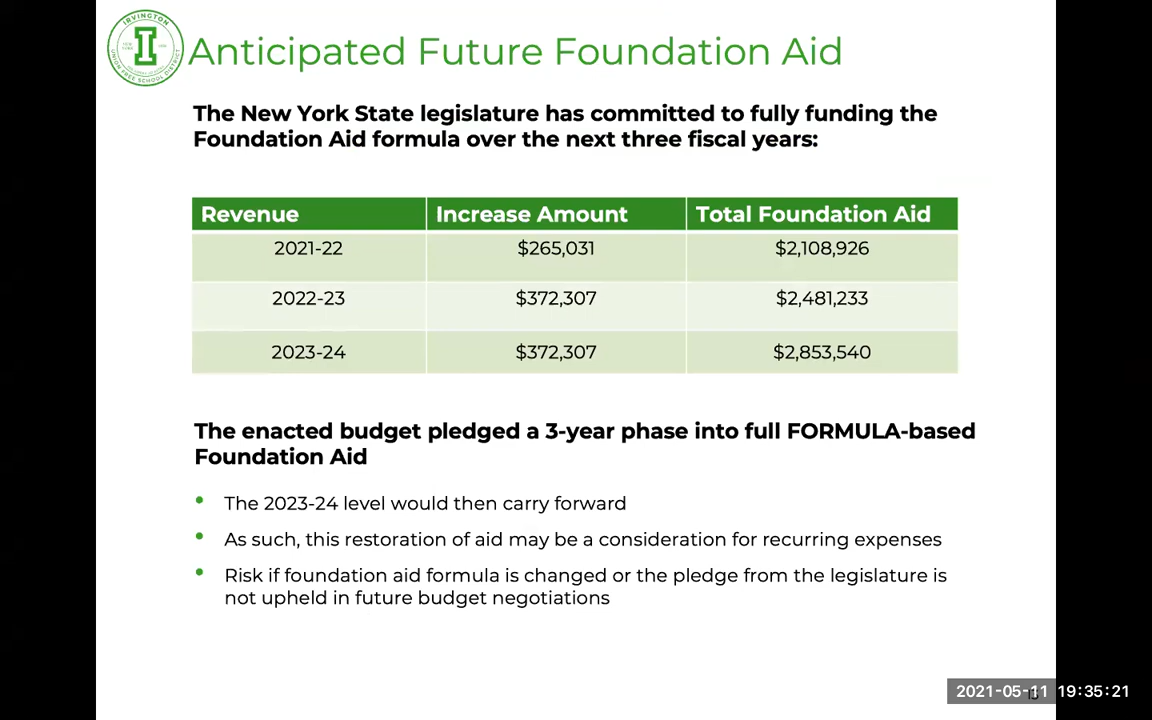 IRVINGTON
UNION FREE SCHOOL DISTRICT
Anticipated Future Foundation Aid
The New York State legislature has committed to fully funding the
Foundation Aid formula over the next three fiscal years:
Revenue Increase Amount Total Foundation Aid
2021-22 $265,031 $2,108,926
2022-23 $372,307 $2,481,233
2023-24 $372,307 $2,853,540
The enacted budget pledged a 3-year phase into full FORMULA-based
Foundation Aid
• The 2023-24 level would then carry forward
• As such, this restoration of aid may be a consideration for recurring expenses
• Risk if foundation aid formula is changed or the pledge from the legislature is
not upheld in future budget negotiations
2021-05-11 19:35:21